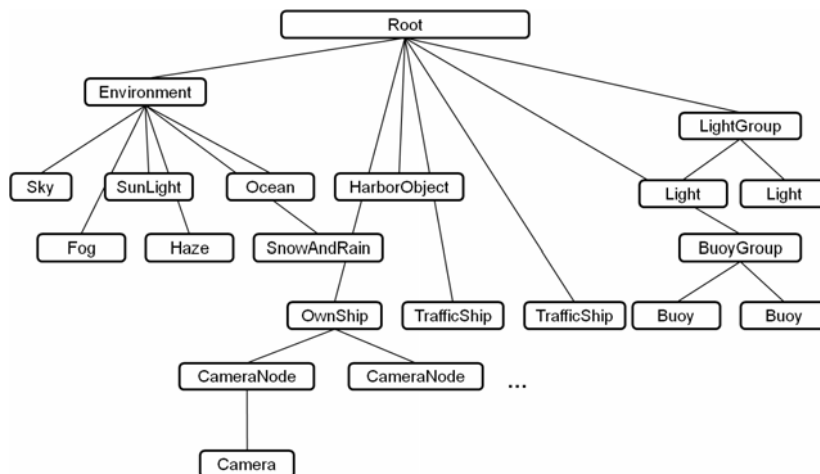 Root
Environment
LightGroup
Sky
SunLight
Ocean
HarborObject
Light
Light
Fog
Haze
SnowAndRain
BuoyGroup
OwnShip
TrafficShip
TrafficShip
Buoy
Buoy
CameraNode
CameraNode
...
Camera